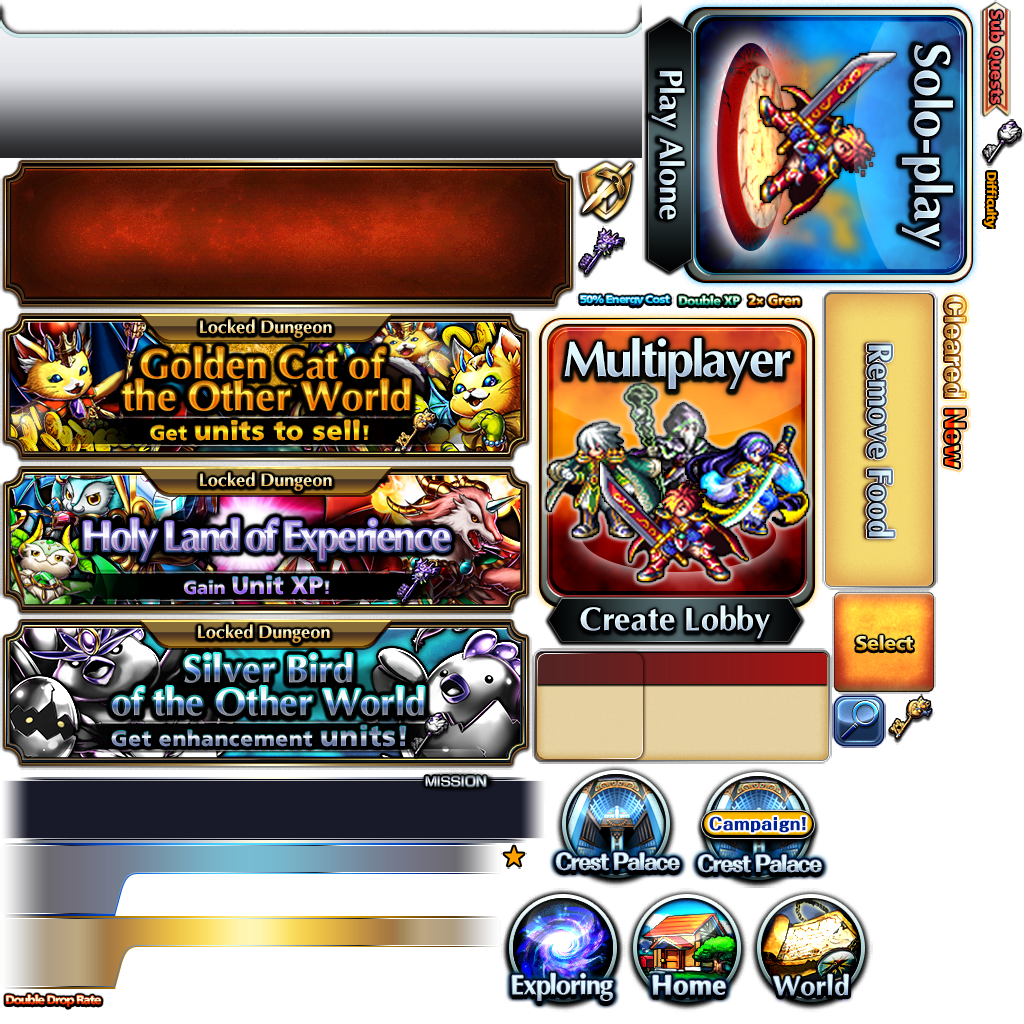 Solo-play
Play Alone
Sub Quests
Difficulty
50% Energy Cost
Double XP
2x Gren
Locked Dungeon
Golden Cat of
the Other World
Get units to sell!
Multiplayer
Create Lobby
Remove Food
Cleared
New
Locked Dungeon
Holy Land of Experience
Gain Unit XP!
Select
Locked Dungeon
Silver Bird
of the Other World
Get enhancement units!
MISSION
Crest Palace
Campaign!
Crest Palace
Exploring
Home
World
Double Drop Rate